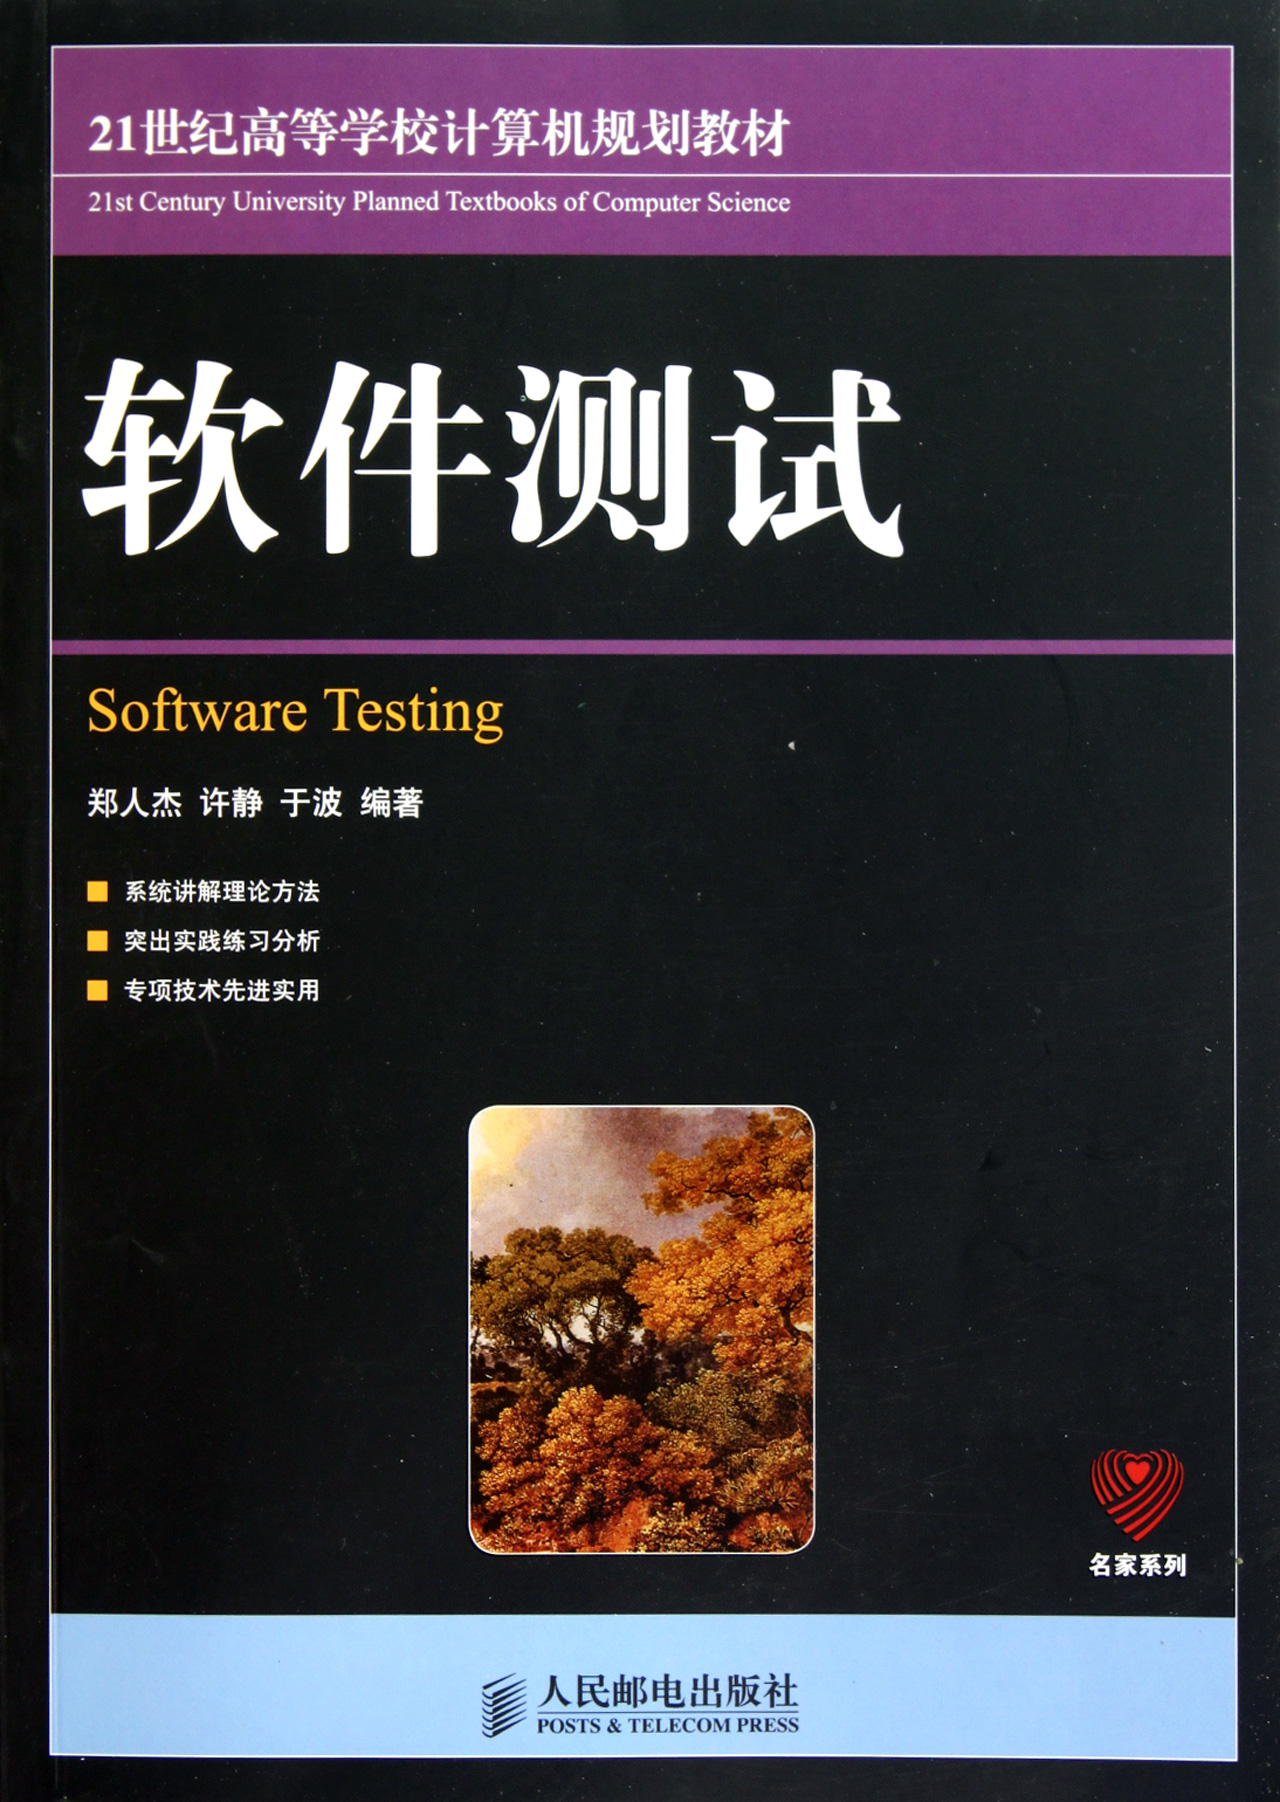 21世纪高等学校计算机规划教材
21st Century University Planned Textbooks of Computer Science
软件测试
Software Testing
郑人杰 许静 于波 编著
系统讲解理论方法
突出实践练习分析
专项技术先进实用
名家系列
人民邮电出版社
POSTS & TELECOM PRESS